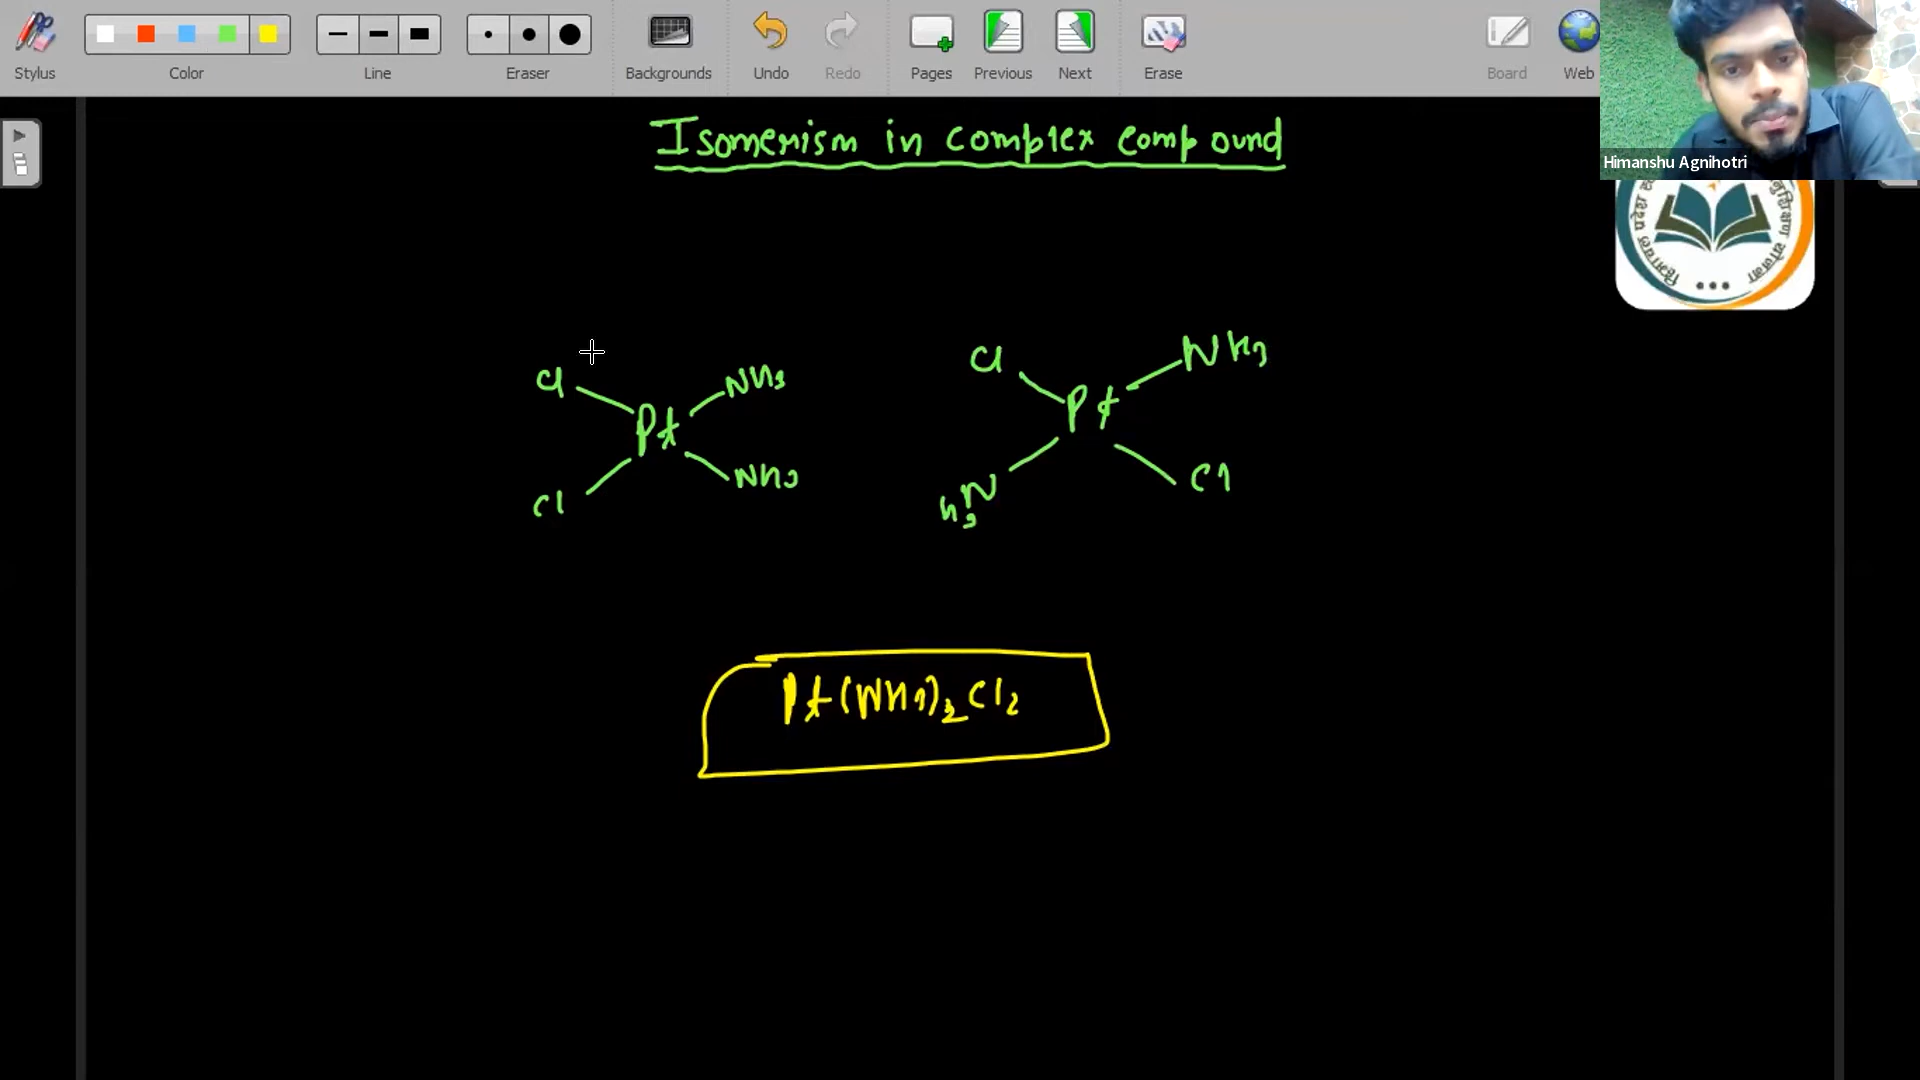 Stylus Color Line Eraser Backgrounds Undo Redo Pages Previous Next Erase Board Web
Himanshu Agnihotri
Isomerism in complex compound
Cl NH3 Cl NH3
Pt Pt
Cl NH3 H3N Cl
Pt(NH3)2Cl2